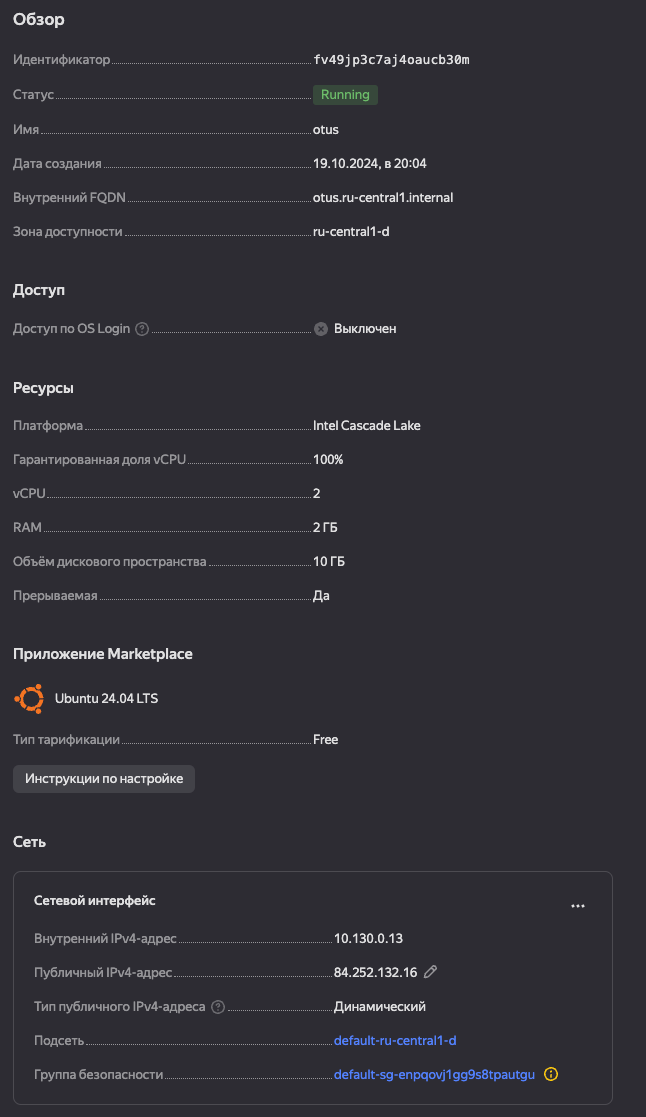 Обзор
Идентификатор fv49jp3c7aj4oaucb30m
Статус Running
Имя otus
Дата создания 19.10.2024, в 20:04
Внутренний FQDN otus.ru-central1.internal
Зона доступности ru-central1-d
Доступ
Доступ по OS Login Выключен
Ресурсы
Платформа Intel Cascade Lake
Гарантированная доля vCPU 100%
vCPU 2
RAM 2 ГБ
Объём дискового пространства 10 ГБ
Прерываемая Да
Приложение Marketplace
Ubuntu 24.04 LTS
Тип тарификации Free
Инструкции по настройке
Сеть
Сетевой интерфейс
Внутренний IPv4-адрес 10.130.0.13
Публичный IPv4-адрес 84.252.132.16
Тип публичного IPv4-адреса Динамический
Подсеть default-ru-central1-d
Группа безопасности default-sg-enpqovj1gg9s8tpautgu